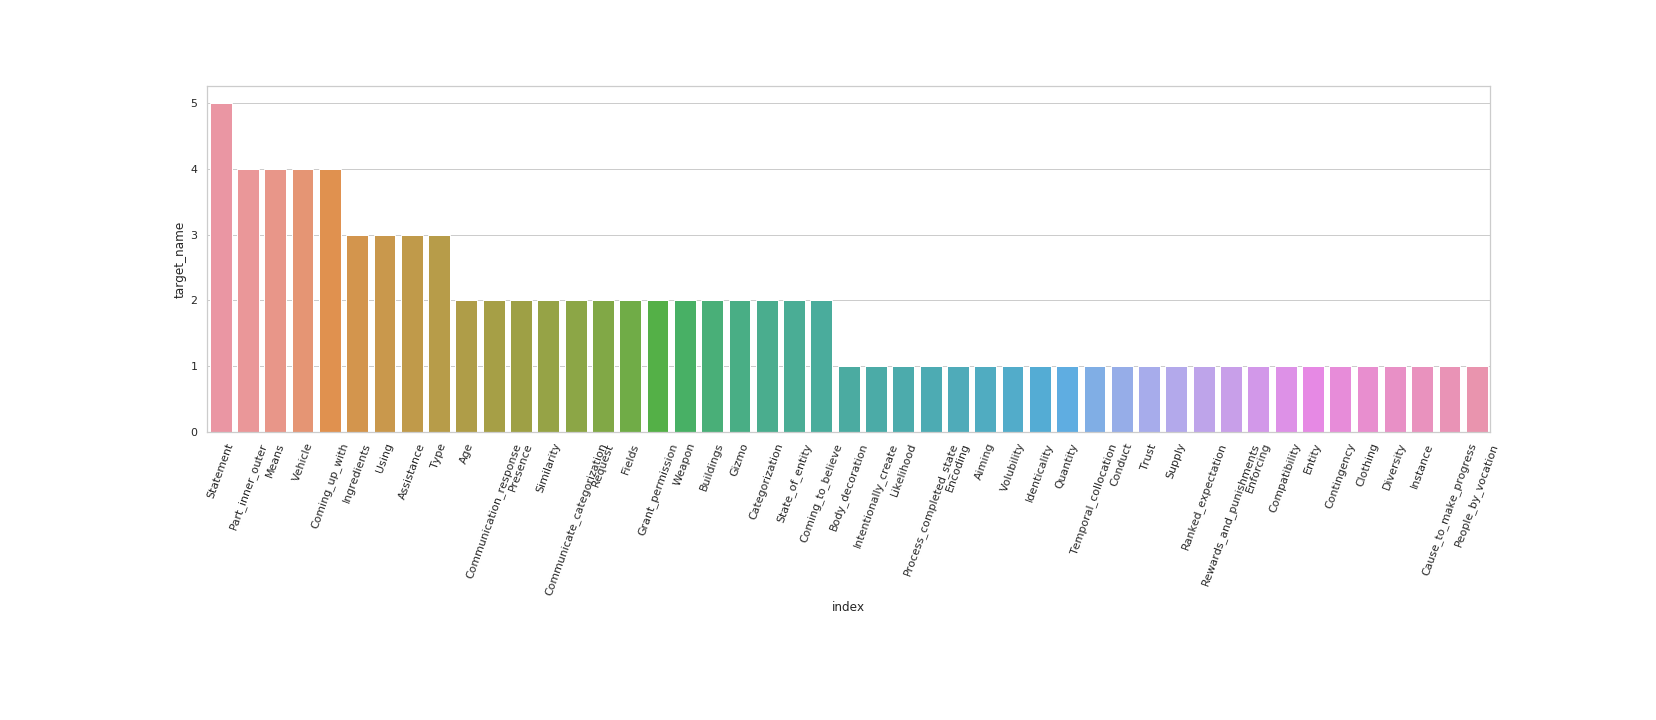 target_name
5
4
3
2
1
0
Statement
Part_inner_outer
Means
Vehicle
Coming_up_with
Ingredients
Using
Assistance
Type
Age
Communication_response
Presence
Similarity
Communicate_categorization
Request
Fields
Grant_permission
Weapon
Buildings
Gizmo
Categorization
State_of_entity
Coming_to_believe
Body_decoration
Intentionally_create
Likelihood
Process_completed_state
Encoding
Aiming
Volubility
Identicality
Quantity
Temporal_collocation
Conduct
Trust
Supply
Ranked_expectation
Rewards_and_punishments
Enforcing
Compatibility
Entity
Contingency
Clothing
Diversity
Instance
Cause_to_make_progress
People_by_vocation
index